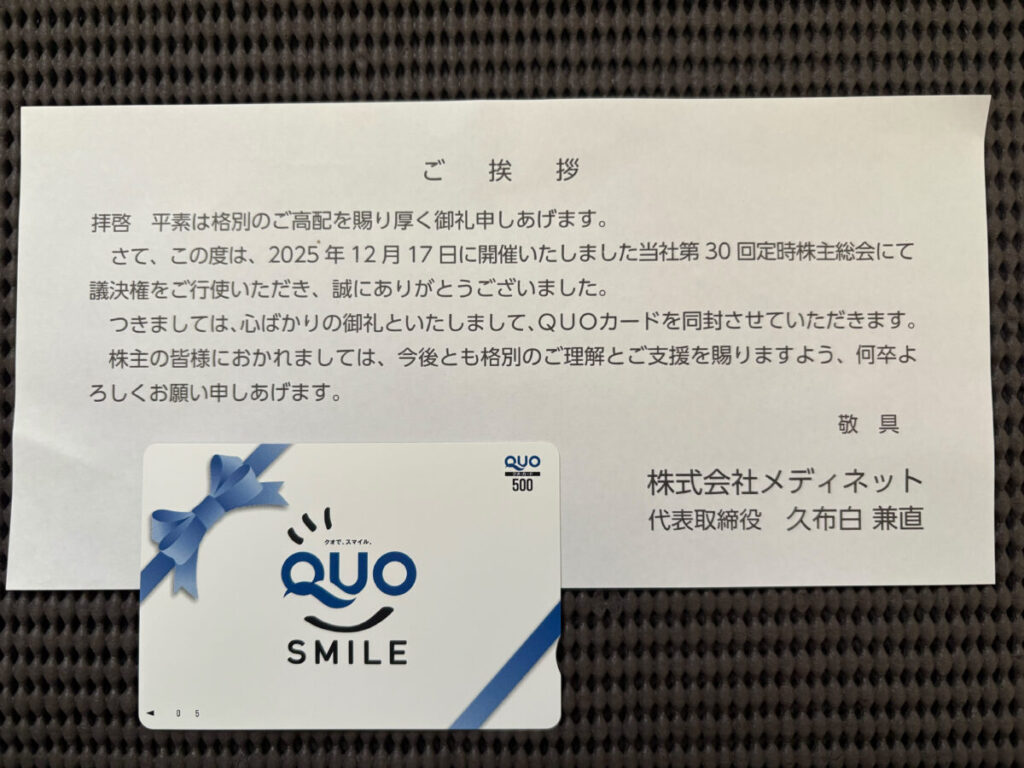 ご挨拶
拝啓 平素は格別のご高配を賜り厚く御礼申しあげます。
さて、この度は、2025年12月17日に開催いたしました当社第30回定時株主総会にて
議決権をご行使いただき、誠にありがとうございました。
つきましては、心ばかりの御礼といたしまして、QUOカードを同封させていただきます。
株主の皆様におかれましては、今後とも格別のご理解とご支援を賜りますよう、何卒よ
ろしくお願い申しあげます。
敬具
株式会社メディネット
代表取締役 久布白 兼直
QUO
クオカード
500
クオで、スマイル。
QUO
SMILE
◀ 0 5